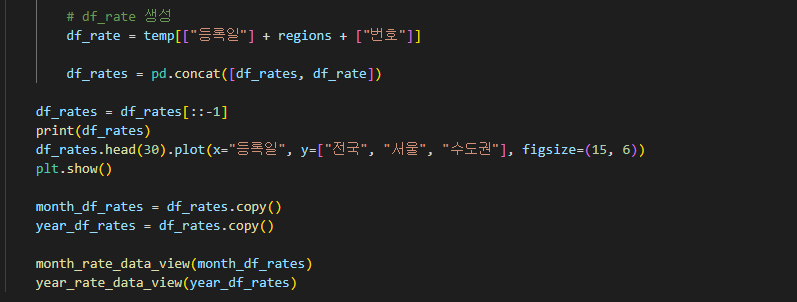 # df_rate 생성
df_rate = temp[["등록일"] + regions + ["번호"]]
df_rates = pd.concat([df_rates, df_rate])
df_rates = df_rates[::-1]
print(df_rates)
df_rates.head(30).plot(x="등록일", y=["전국", "서울", "수도권"], figsize=(15, 6))
plt.show()
month_df_rates = df_rates.copy()
year_df_rates = df_rates.copy()
month_rate_data_view(month_df_rates)
year_rate_data_view(year_df_rates)